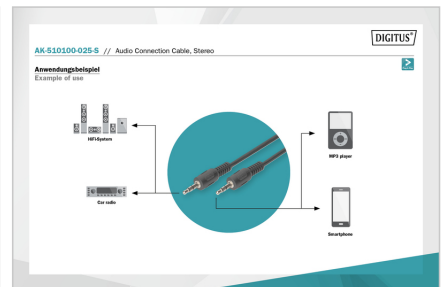 DIGITUS®
AK-510100-025-S // Audio Connection Cable, Stereo
Anwendungsbeispiel
Example of use
HiFi-System
MP3 player
Car radio
Smartphone